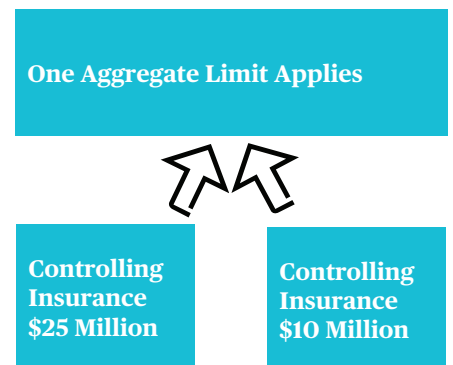 One Aggregate Limit Applies
Controlling
Insurance
$25 Million
Controlling
Insurance
$10 Million